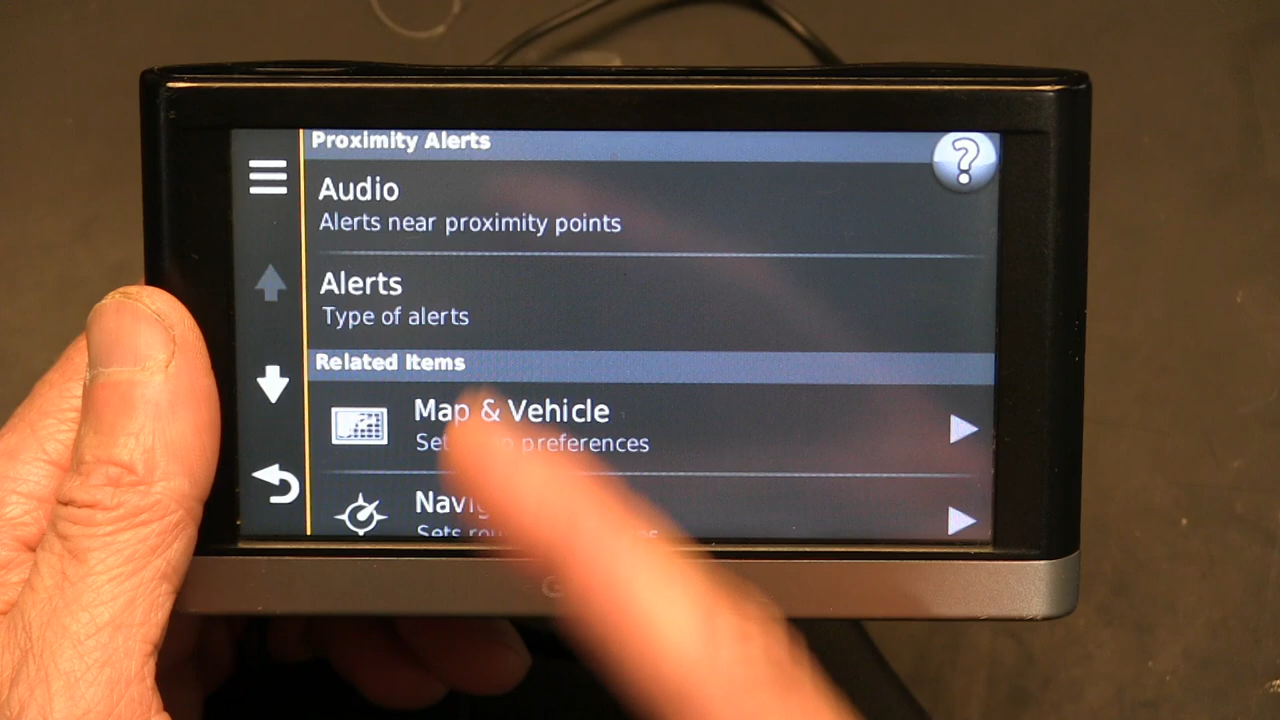 Proximity Alerts
?
Audio
Alerts near proximity points
Alerts
Type of alerts
Related Items
Map & Vehicle
preferences